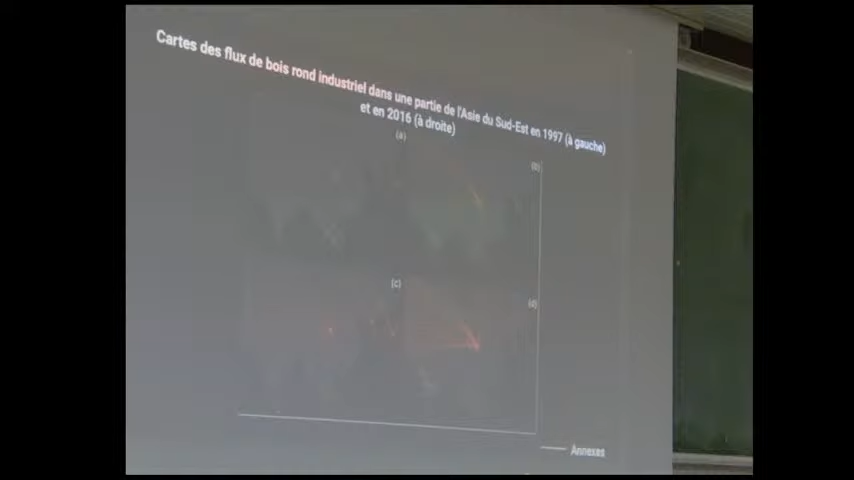 Cartes des flux de bois rond industriel dans une partie de l'Asie du Sud-Est en 1997 (à gauche)
et en 2016 (à droite)
(a)
(b)
(c)
(d)
Annexes